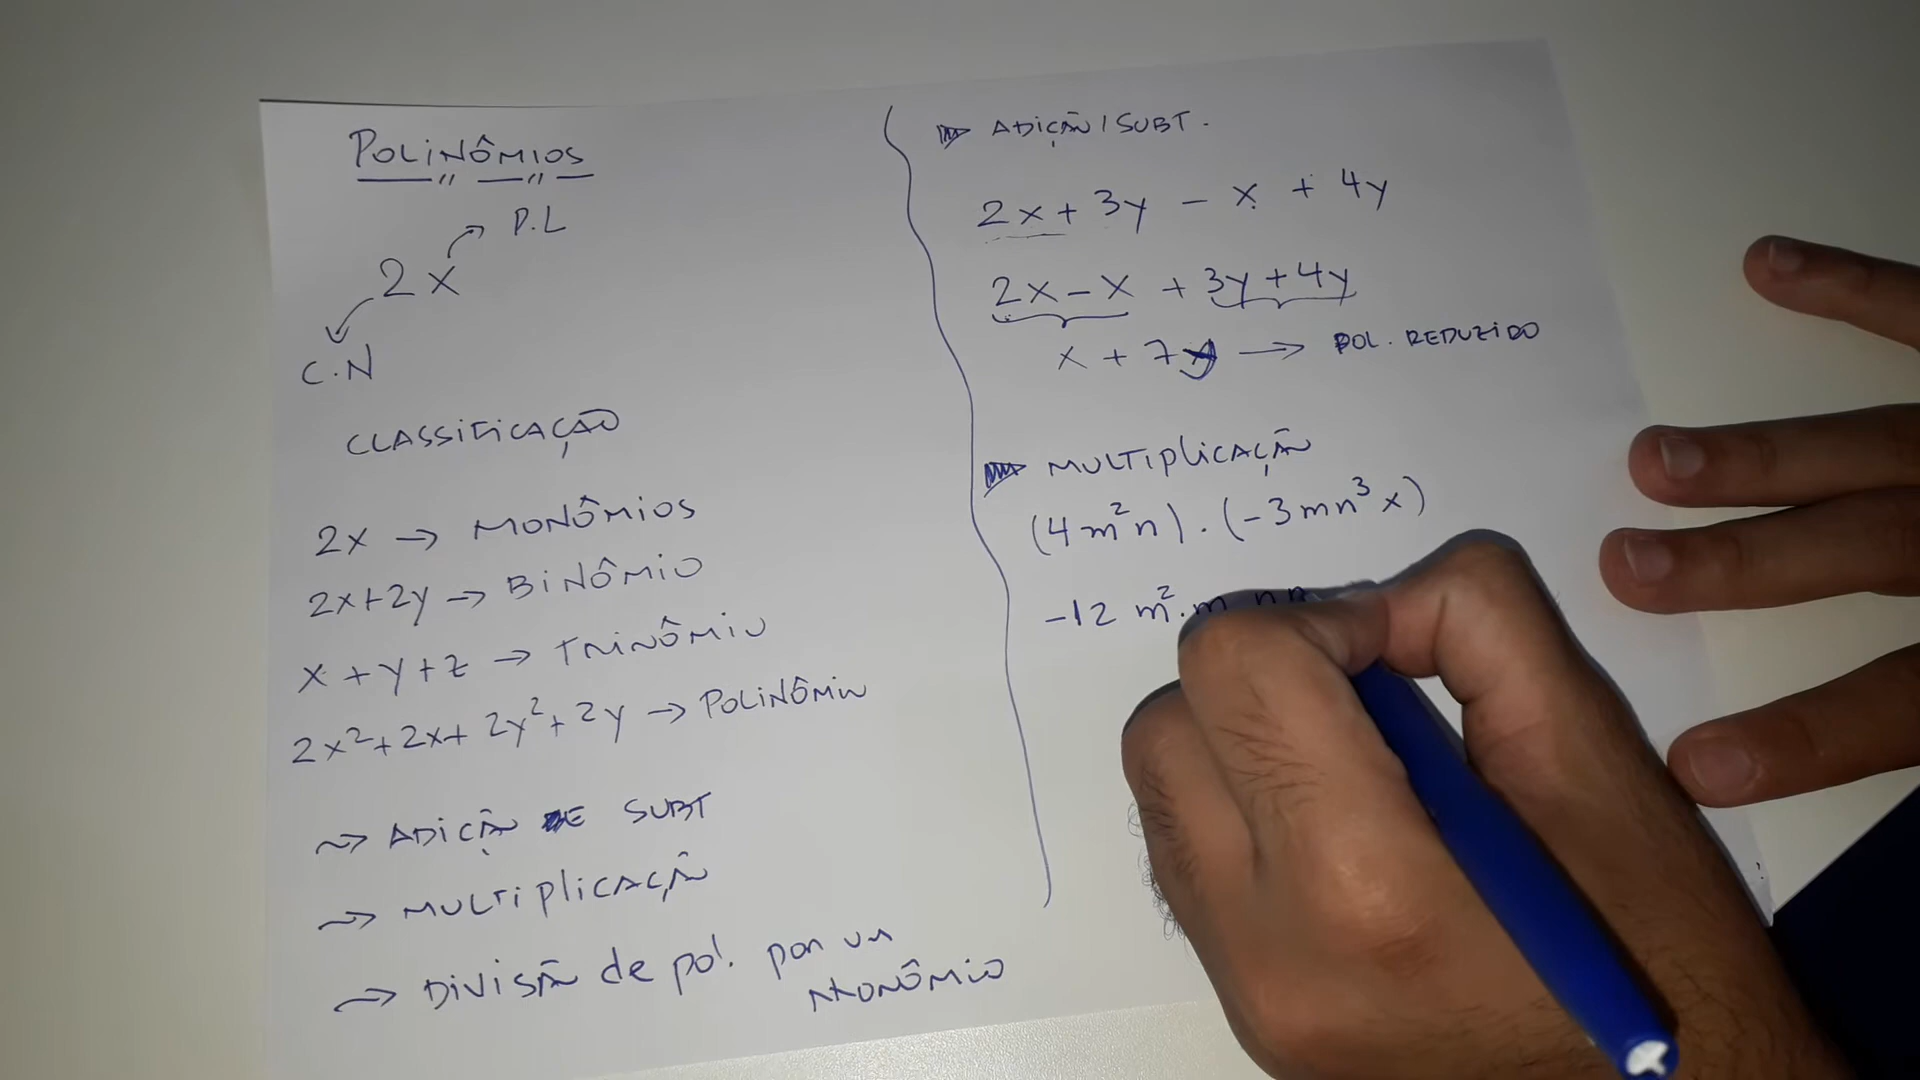 POLINÔMIOS
P.L
2x
C.N
CLASSIFICAÇÃO
2x → MONÔMIOS
2x+2y → BINÔMIO
x+y+z → TRINÔMIO
2x²+2x+2y²+2y → POLINÔMIO
~> ADIÇÃO E SUBT
~> MULTIPLICAÇÃO
~> DIVISÃO de pol. por um
MONÔMIO
ADIÇÃO / SUBT.
2x + 3y - x + 4y
2x - x + 3y + 4y
x + 7y → POL. REDUZIDO
MULTIPLICAÇÃO
(4m²n) . (-3mn³x)
-12 m².m n